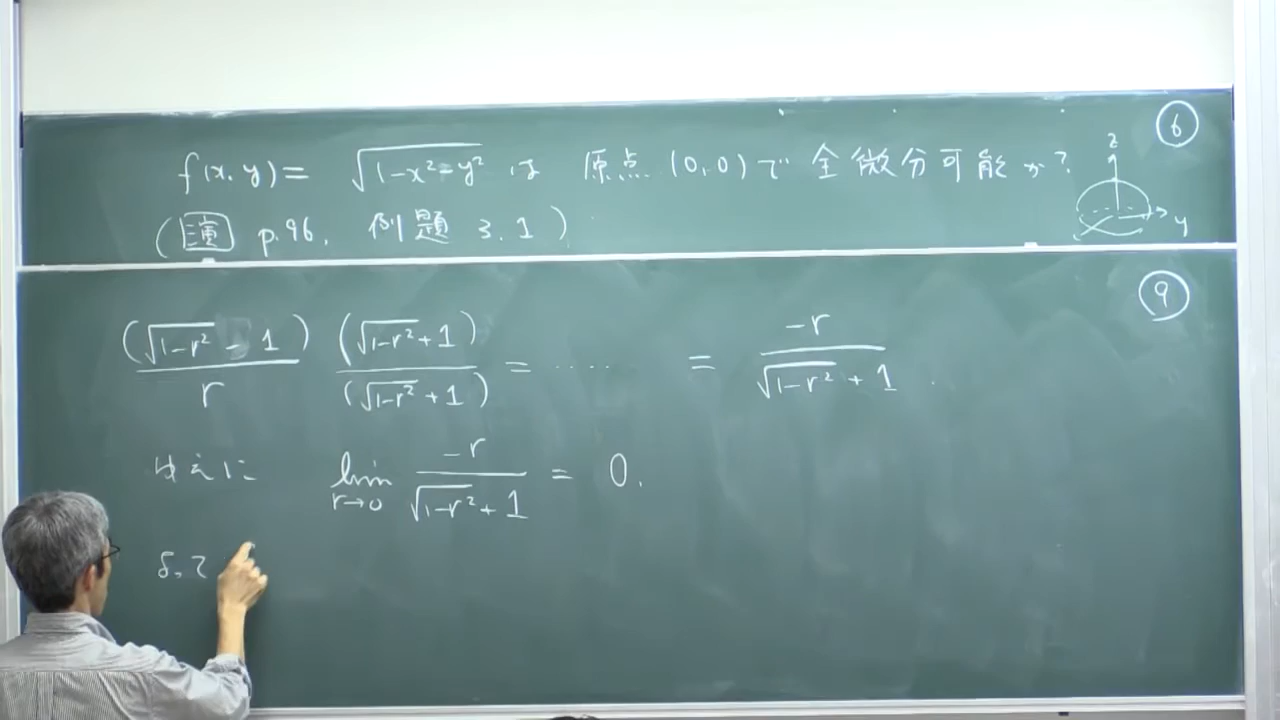 ⑥
f(x,y) = √(1-x²-y²) は 原点 (0,0) で 全微分可能か?
z
y
(演 p.96, 例題 3.1)
⑨
(√(1-r²) - 1)/r (√(1-r²)+1)/(√(1-r²)+1) = ····· = -r/(√(1-r²)+1).
ゆえに lim r→0 -r/(√(1-r²)+1) = 0.
よって